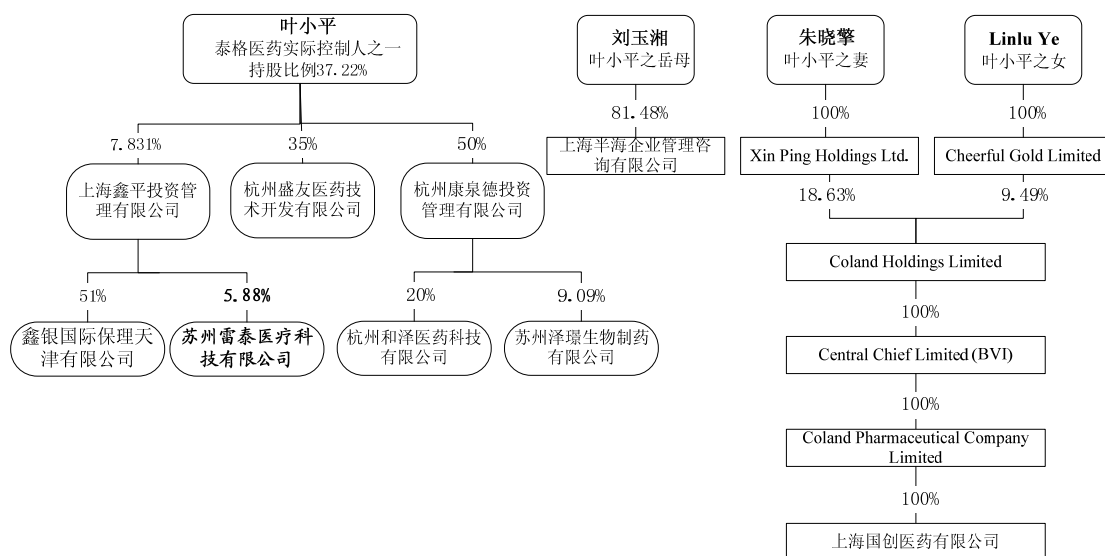 叶小平
泰格医药实际控制人之一
持股比例37.22%
刘玉湘
叶小平之岳母
朱晓擎
叶小平之妻
Linlu Ye
叶小平之女
7.831%
35%
50%
81.48%
100%
100%
上海鑫平投资管
理有限公司
杭州盛友医药技
术开发有限公司
杭州康泉德投资
管理有限公司
上海半海企业管理咨
询有限公司
Xin Ping Holdings Ltd.
Cheerful Gold Limited
18.63%
9.49%
Coland Holdings Limited
51%
5.88%
20%
9.09%
100%
鑫银国际保理天
津有限公司
苏州雷泰医疗科
技有限公司
杭州和泽医药科技
有限公司
苏州泽璟生物制药
有限公司
Central Chief Limited (BVI)
100%
Coland Pharmaceutical Company
Limited
100%
上海国创医药有限公司